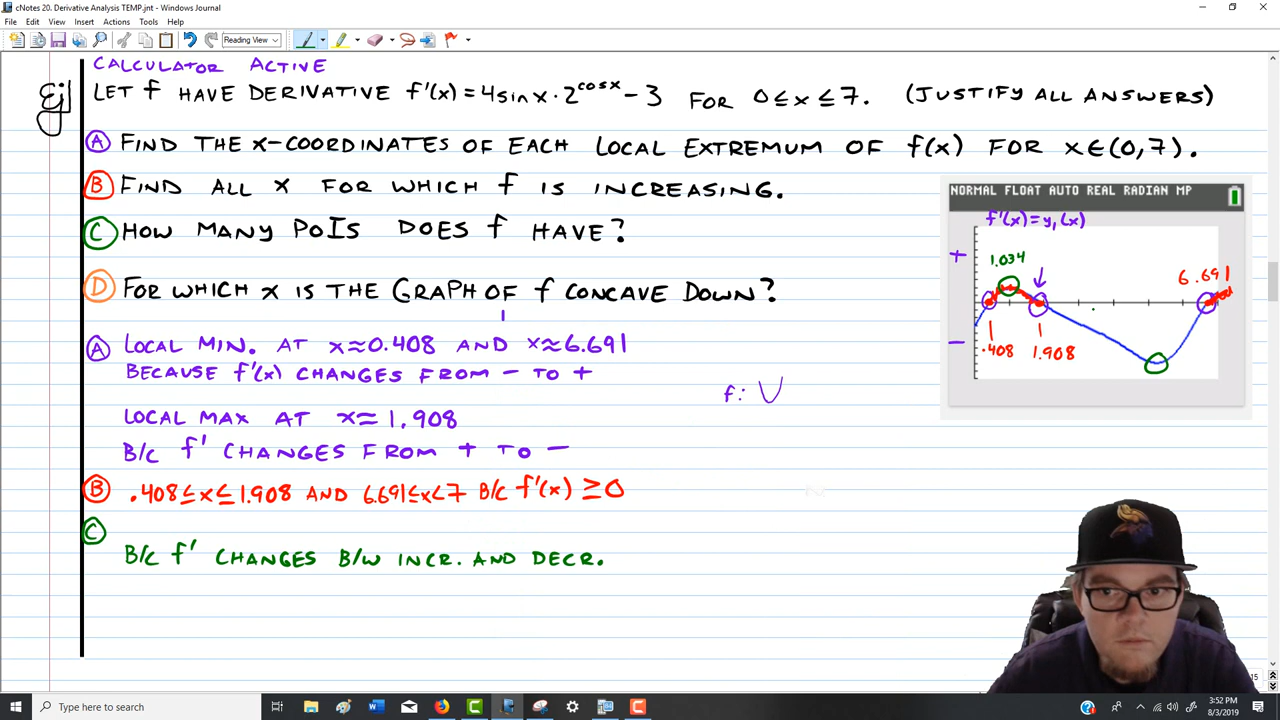 cNotes 20. Derivative Analysis TEMP.jnt - Windows Journal
File Edit View Insert Actions Tools Help
Reading View
CALCULATOR ACTIVE
Ej LET f HAVE DERIVATIVE f'(x) = 4sinx · 2^cosx - 3 FOR 0 ≤ x ≤ 7. (JUSTIFY ALL ANSWERS)
A FIND THE x-COORDINATES OF EACH LOCAL EXTREMUM OF f(x) FOR x∈(0,7).
B FIND ALL x FOR WHICH f IS INCREASING.
C HOW MANY POIS DOES f HAVE?
D FOR WHICH x IS THE GRAPH OF f CONCAVE DOWN?
A LOCAL MIN. AT x≈0.408 AND x≈6.691
BECAUSE f'(x) CHANGES FROM - TO +
LOCAL MAX AT x≈ 1.908
B/C f' CHANGES FROM + TO -
B .408≤x≤1.908 AND 6.691≤x<7 B/C f'(x) ≥0
C
B/C f' CHANGES B/W INCR. AND DECR.
f:
NORMAL FLOAT AUTO REAL RADIAN MP
f'(x)=y₁(x)
+
1.034
6.691
-
.408 1.908
15
Type here to search
3:52 PM
8/3/2019